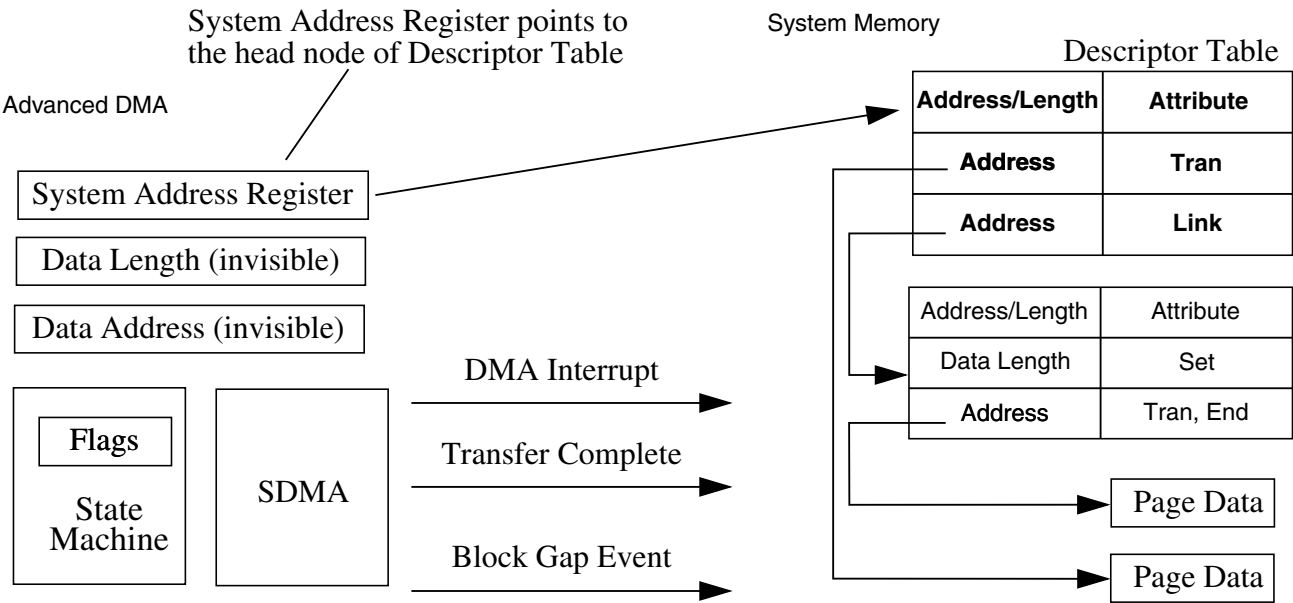 System Address Register points to
the head node of Descriptor Table
System Memory
Descriptor Table
Advanced DMA
Address/Length Attribute
Address Tran
Address Link
System Address Register
Data Length (invisible)
Data Address (invisible)
Address/Length Attribute
Data Length Set
Address Tran, End
DMA Interrupt
Flags
State
Machine
SDMA
Transfer Complete
Block Gap Event
Page Data
Page Data